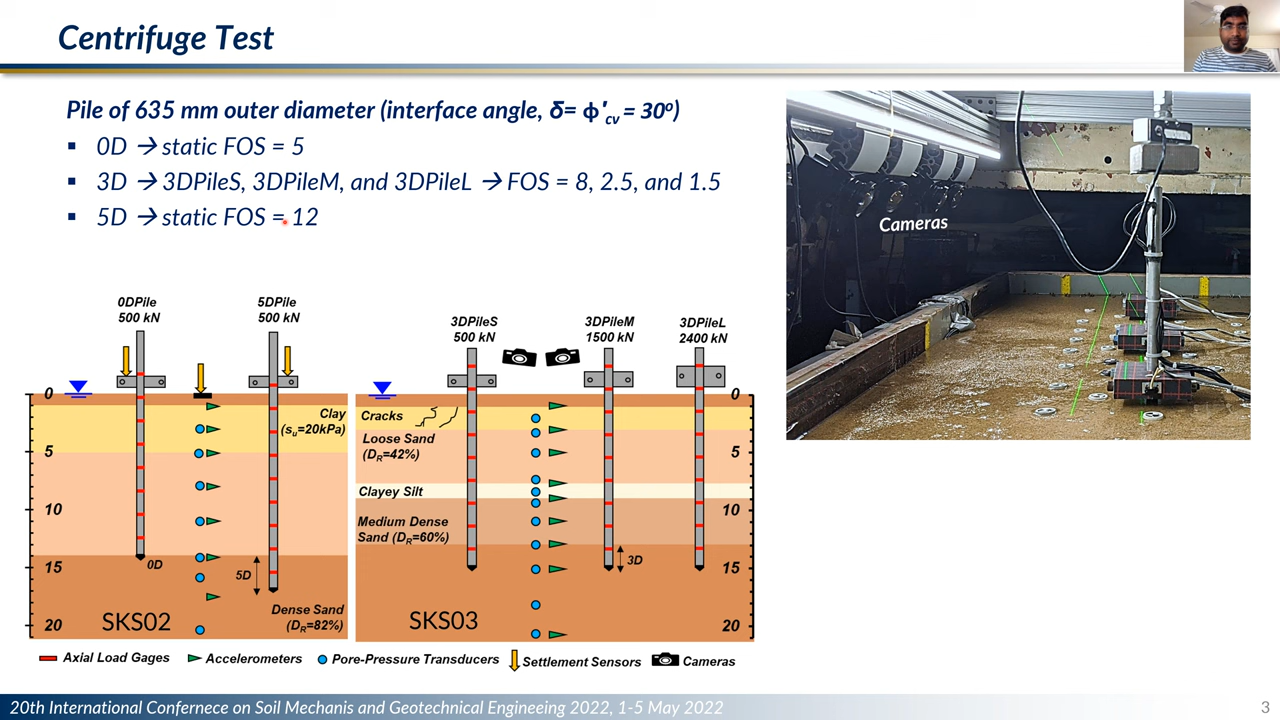 Centrifuge Test
Pile of 635 mm outer diameter (interface angle, δ= ϕ'cv = 30º)
▪ 0D → static FOS = 5
▪ 3D → 3DPileS, 3DPileM, and 3DPileL → FOS = 8, 2.5, and 1.5
▪ 5D → static FOS = 12
Cameras
0DPile
500 kN
5DPile
500 kN
3DPileS
500 kN
3DPileM
1500 kN
3DPileL
2400 kN
0
5
10
15
20
Clay
(su=20kPa)
0D
5D
Dense Sand
(DR=82%)
SKS02
Cracks
Loose Sand
(DR=42%)
Clayey Silt
Medium Dense
Sand (DR=60%)
3D
SKS03
0
5
10
15
20
Axial Load Gages
Accelerometers
Pore-Pressure Transducers
Settlement Sensors
Cameras
20th International Confernece on Soil Mechanis and Geotechnical Engineeing 2022, 1-5 May 2022
3